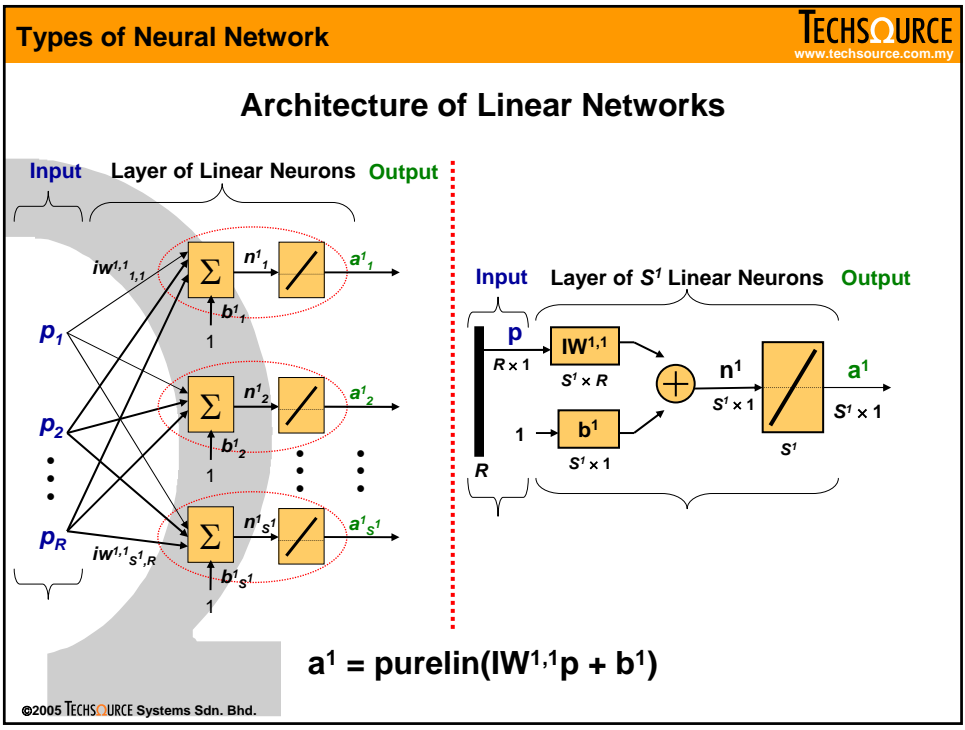 Types of Neural Network
TECHSΩURCE
www.techsource.com.my
Architecture of Linear Networks
Input Layer of Linear Neurons Output
iw¹,¹₁,₁
Σ
n¹₁
a¹₁
b¹₁
1
p₁
Σ
n¹₂
a¹₂
b¹₂
1
p₂
Σ
n¹S¹
a¹S¹
b¹S¹
1
pR
iw¹,¹S¹,R
Input Layer of S¹ Linear Neurons Output
p
R × 1
IW¹,¹
S¹ × R
1
b¹
S¹ × 1
R
+
n¹
S¹ × 1
S¹
a¹
S¹ × 1
a¹ = purelin(IW¹,¹p + b¹)
©2005 TECHSΩURCE Systems Sdn. Bhd.